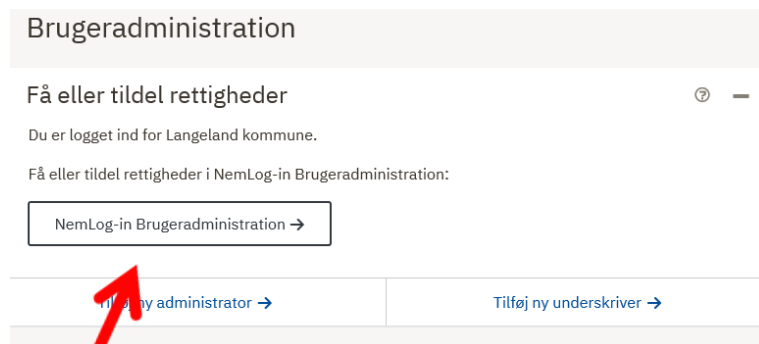 Brugeradministration
Få eller tildel rettigheder
Du er logget ind for Langeland kommune.
Få eller tildel rettigheder i NemLog-in Brugeradministration:
NemLog-in Brugeradministration →
Tilføj ny administrator →
Tilføj ny underskriver →